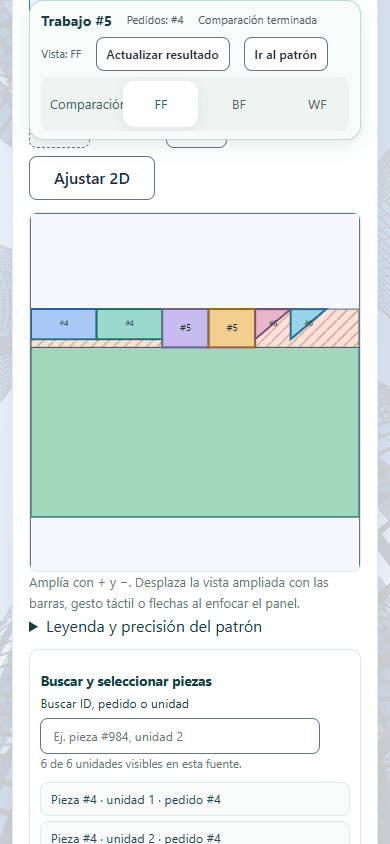 Trabajo #5 Pedidos: #4 Comparación terminada
Vista: FF Actualizar resultado Ir al patrón
Comparación FF BF WF
Ajustar 2D
#4 #4 #5 #5 #6 #6
Amplía con + y −. Desplaza la vista ampliada con las
barras, gesto táctil o flechas al enfocar el panel.
▶ Leyenda y precisión del patrón
Buscar y seleccionar piezas
Buscar ID, pedido o unidad
Ej. pieza #984, unidad 2
6 de 6 unidades visibles en esta fuente.
Pieza #4 · unidad 1 · pedido #4
Pieza #4 · unidad 2 · pedido #4